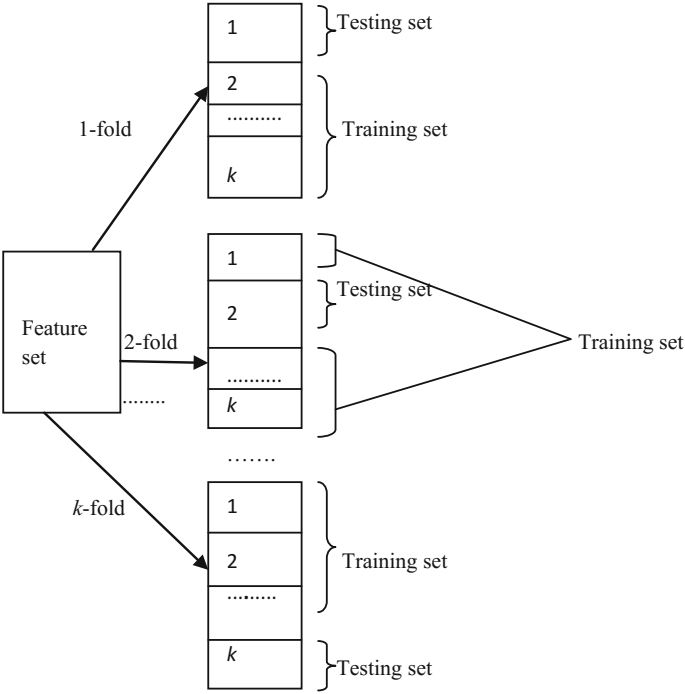 1
Testing set
2
..........
Training set
k
1-fold
1
Testing set
2
Feature
set
2-fold
Training set
..........
k
........
.......
k-fold
1
2
Training set
..........
k
Testing set